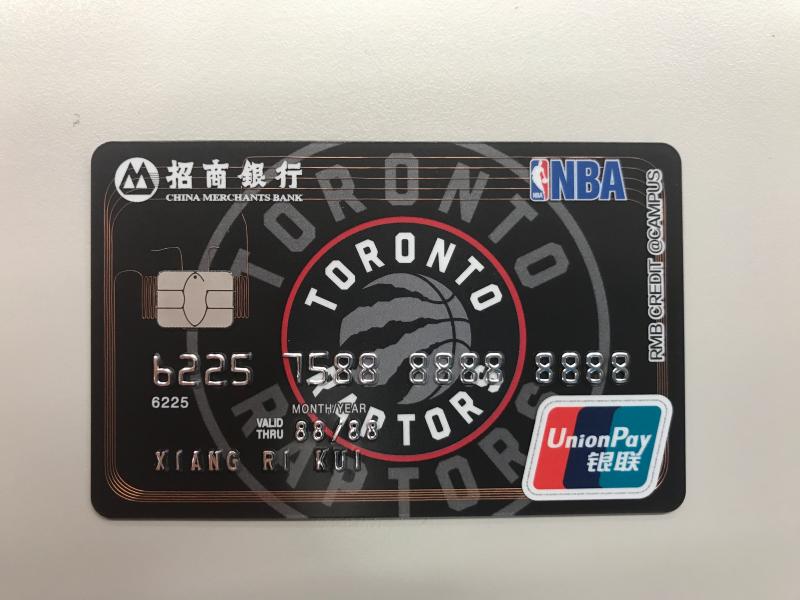 招商银行
CHINA MERCHANTS BANK
NBA
NBA
RMB CREDIT @CAMPUS
TORONTO
RAPTORS
TORONTO
RAPTORS
6225 7588 8888 8888
6225
MONTH/YEAR
VALID THRU 88/88
XIANG RI KUI
UnionPay
银联